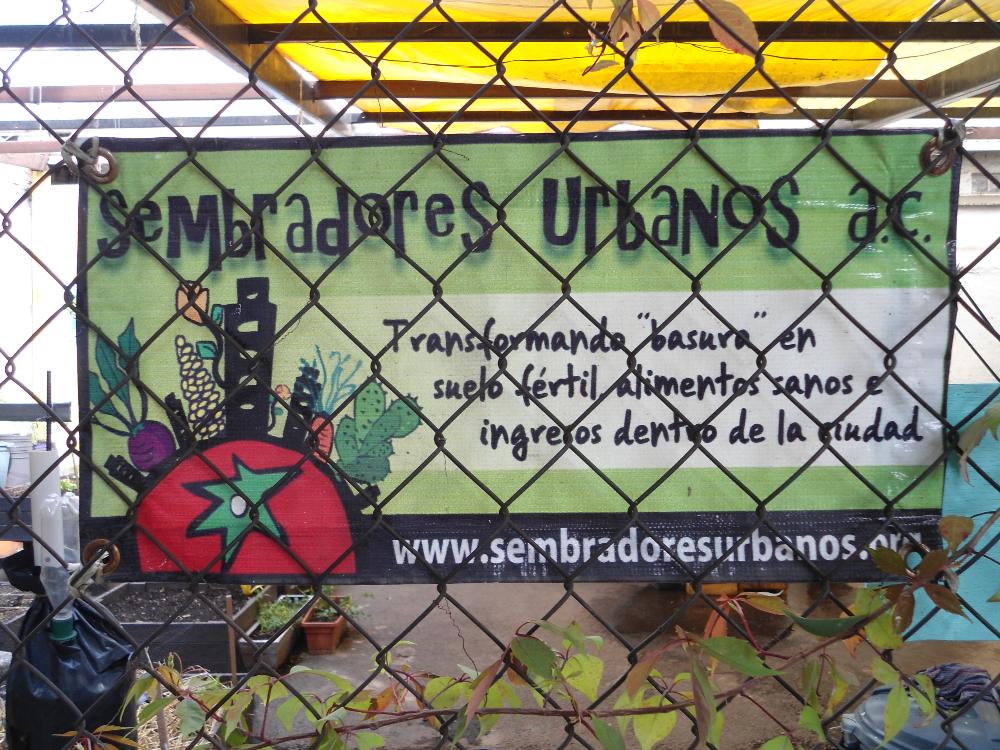 sembradores urbanos a.c.
Transformando "basura" en
suelo fértil, alimentos sanos e
ingresos dentro de la ciudad
www.sembradoresurbanos.org